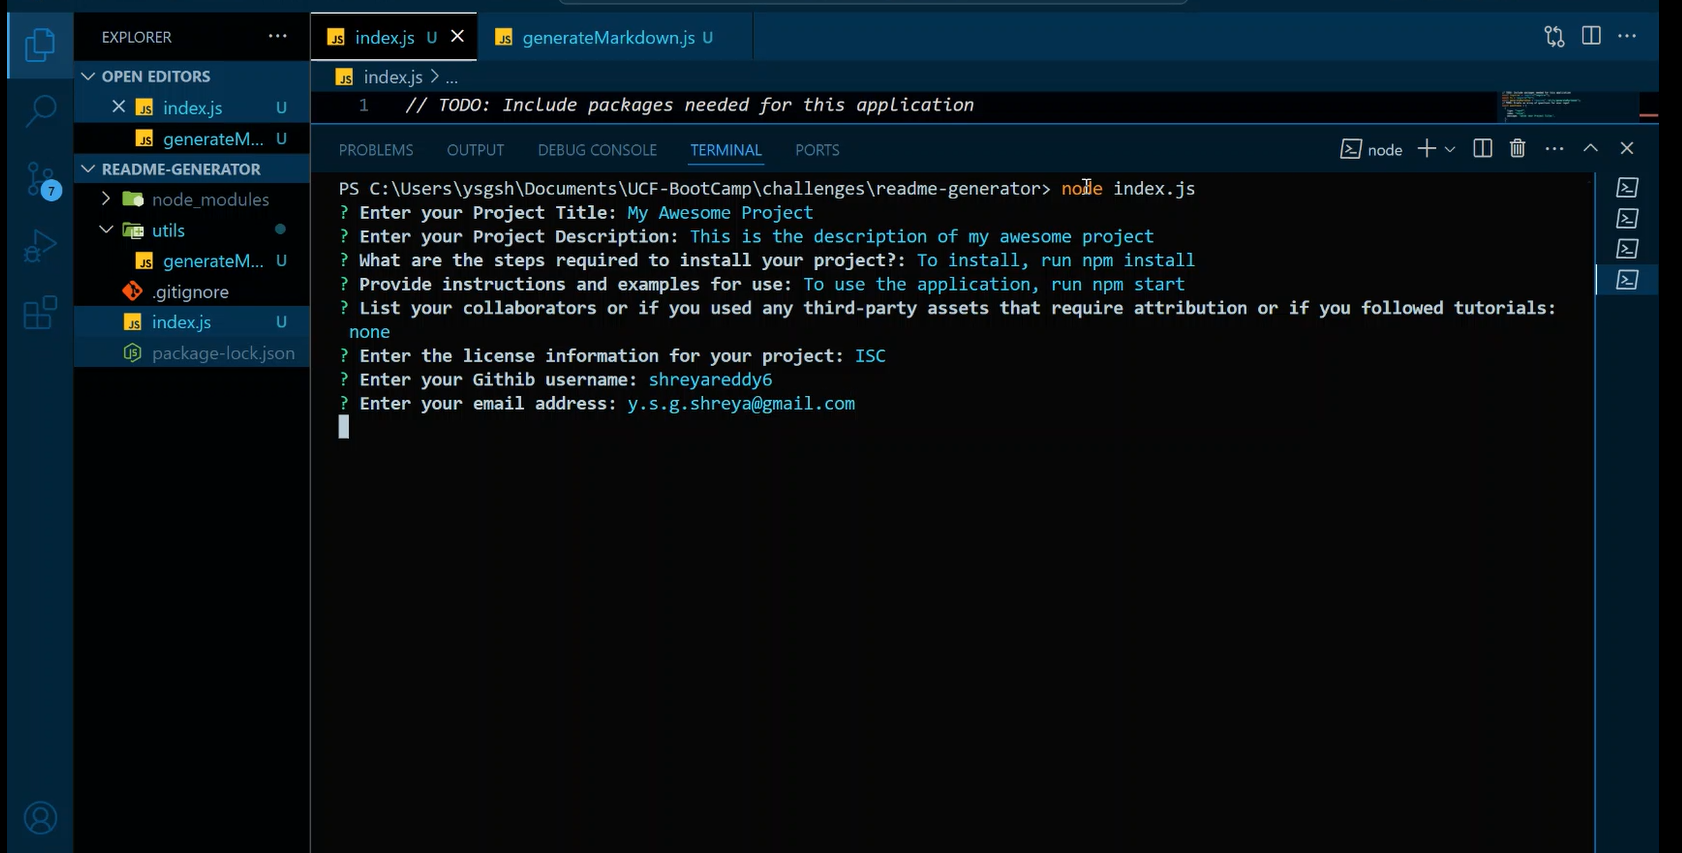 EXPLORER
index.js U
generateMarkdown.js U
OPEN EDITORS
index.js > ...
index.js U
1 // TODO: Include packages needed for this application
generateM... U
README-GENERATOR
node_modules
utils
generateM... U
.gitignore
index.js U
package-lock.json
7
PROBLEMS OUTPUT DEBUG CONSOLE TERMINAL PORTS
node
PS C:\Users\ysgsh\Documents\UCF-BootCamp\challenges\readme-generator> node index.js
? Enter your Project Title: My Awesome Project
? Enter your Project Description: This is the description of my awesome project
? What are the steps required to install your project?: To install, run npm install
? Provide instructions and examples for use: To use the application, run npm start
? List your collaborators or if you used any third-party assets that require attribution or if you followed tutorials:
none
? Enter the license information for your project: ISC
? Enter your Githib username: shreyareddy6
? Enter your email address: y.s.g.shreya@gmail.com